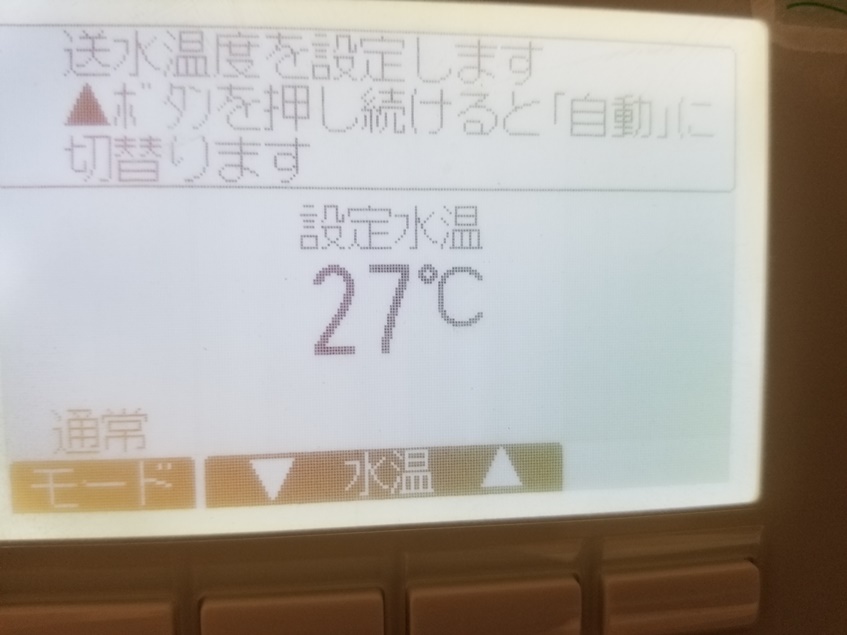 送水温度を設定します
▲ボタンを押し続けると「自動」に
切替ります
設定水温
27℃
通常
モード ▼ 水温 ▲